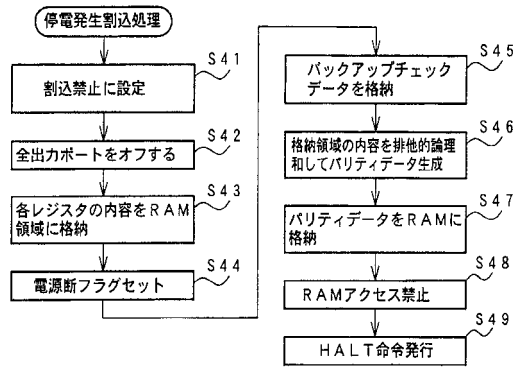 停電発生割込処理
S41
割込禁止に設定
S42
全出力ポートをオフする
S43
各レジスタの内容をRAM
領域に格納
S44
電源断フラグセット
S45
バックアップチェック
データを格納
S46
格納領域の内容を排他的論理
和してパリティデータ生成
S47
パリティデータをRAMに
格納
S48
RAMアクセス禁止
S49
HALT命令発行